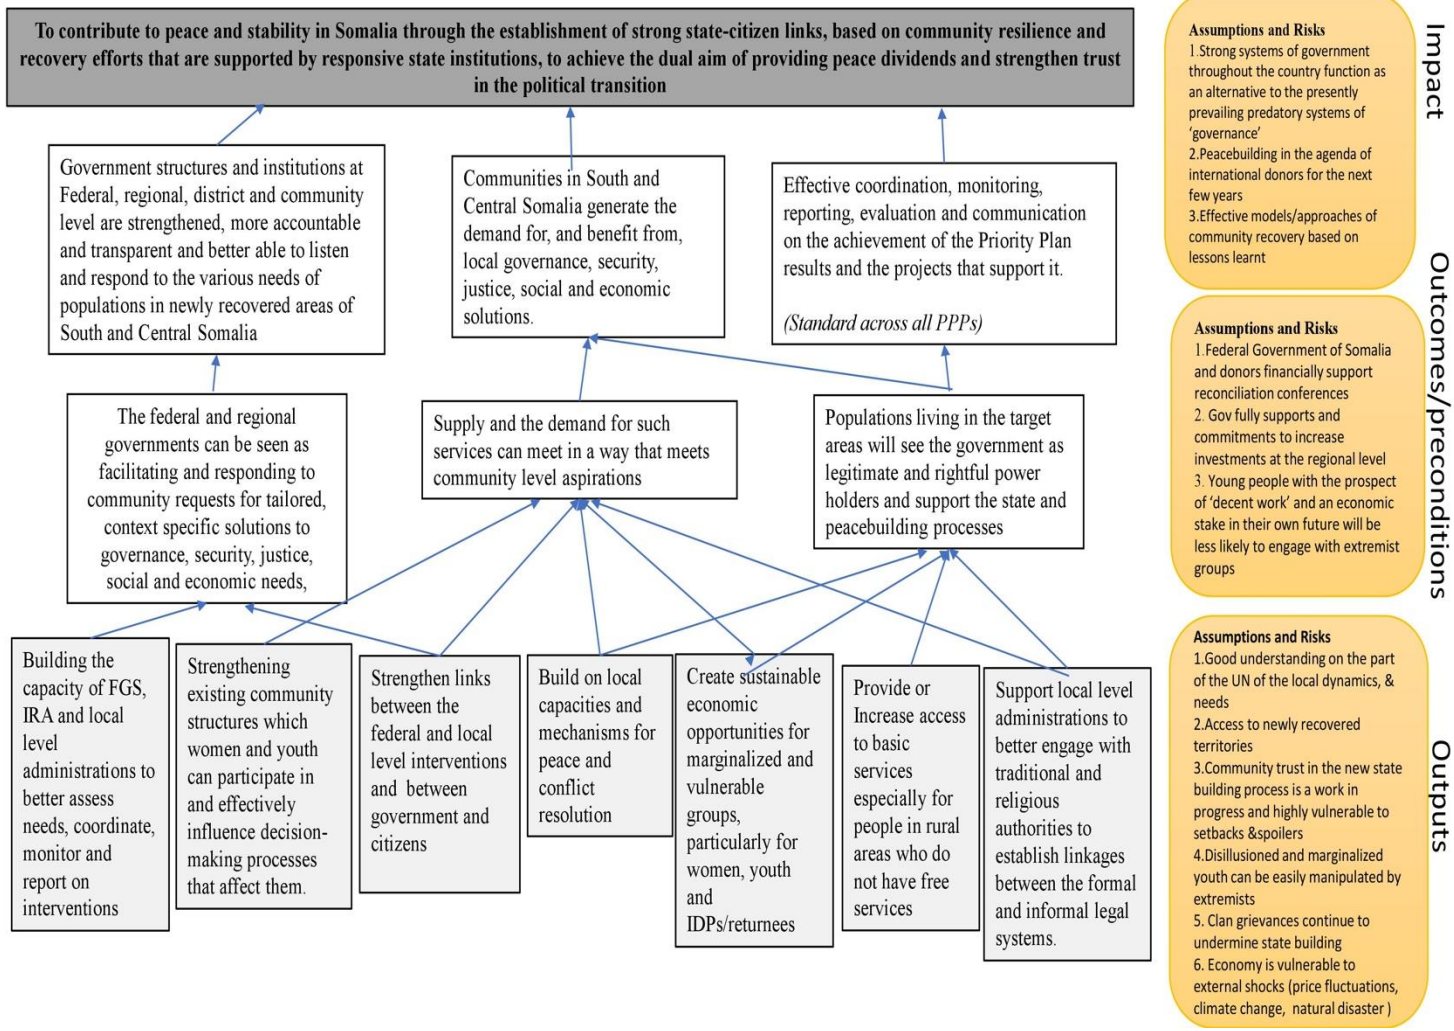 To contribute to peace and stability in Somalia through the establishment of strong state-citizen links, based on community resilience and
recovery efforts that are supported by responsive state institutions, to achieve the dual aim of providing peace dividends and strengthen trust
in the political transition
Government structures and institutions at
Federal, regional, district and community
level are strengthened, more accountable
and transparent and better able to listen
and respond to the various needs of
populations in newly recovered areas of
South and Central Somalia
Communities in South and
Central Somalia generate the
demand for, and benefit from,
local governance, security,
justice, social and economic
solutions.
Effective coordination, monitoring,
reporting, evaluation and communication
on the achievement of the Priority Plan
results and the projects that support it.
(Standard across all PPPs)
The federal and regional
governments can be seen as
facilitating and responding to
community requests for tailored,
context specific solutions to
governance, security, justice,
social and economic needs,
Supply and the demand for such
services can meet in a way that meets
community level aspirations
Populations living in the target
areas will see the government as
legitimate and rightful power
holders and support the state and
peacebuilding processes
Building the
capacity of FGS,
IRA and local
level
administrations to
better assess
needs, coordinate,
monitor and
report on
interventions
Strengthening
existing community
structures which
women and youth
can participate in
and effectively
influence decision-
making processes
that affect them.
Strengthen links
between the
federal and local
level interventions
and between
government and
citizens
Build on local
capacities and
mechanisms for
peace and
conflict
resolution
Create sustainable
economic
opportunities for
marginalized and
vulnerable
groups,
particularly for
women, youth
and
IDPs/returnees
Provide or
Increase access
to basic
services
especially for
people in rural
areas who do
not have free
services
Support local level
administrations to
better engage with
traditional and
religious
authorities to
establish linkages
between the formal
and informal legal
systems.
Assumptions and Risks
1.Strong systems of government
throughout the country function as
an alternative to the presently
prevailing predatory systems of
‘governance’
2.Peacebuilding in the agenda of
international donors for the next
few years
3.Effective models/approaches of
community recovery based on
lessons learnt
Impact
Assumptions and Risks
1.Federal Government of Somalia
and donors financially support
reconciliation conferences
2. Gov fully supports and
commitments to increase
investments at the regional level
3. Young people with the prospect
of ‘decent work’ and an economic
stake in their own future will be
less likely to engage with extremist
groups
Outcomes/preconditions
Assumptions and Risks
1.Good understanding on the part
of the UN of the local dynamics, &
needs
2.Access to newly recovered
territories
3.Community trust in the new state
building process is a work in
progress and highly vulnerable to
setbacks &spoilers
4.Disillusioned and marginalized
youth can be easily manipulated by
extremists
5. Clan grievances continue to
undermine state building
6. Economy is vulnerable to
external shocks (price fluctuations,
climate change, natural disaster )
Outputs